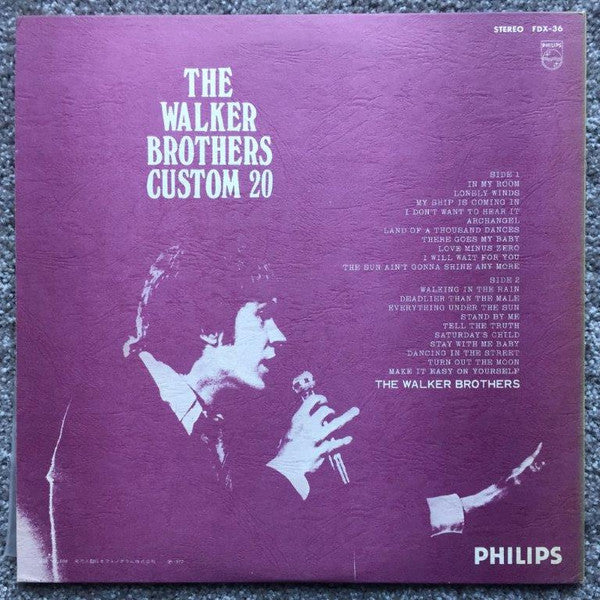 STEREO FDX-36
PHILIPS
THE
WALKER
BROTHERS
CUSTOM 20
SIDE 1
IN MY ROOM
LONELY WINDS
MY SHIP IS COMING IN
I DON'T WANT TO HEAR IT
ARCHANGEL
LAND OF A THOUSAND DANCES
THERE GOES MY BABY
LOVE MINUS ZERO
I WILL WAIT FOR YOU
THE SUN AIN'T GONNA SHINE ANY MORE
SIDE 2
WALKING IN THE RAIN
DEADLIER THAN THE MALE
EVERYTHING UNDER THE SUN
STAND BY ME
TELL THE TRUTH
SATURDAY'S CHILD
STAY WITH ME BABY
DANCING IN THE STREET
TURN OUT THE MOON
MAKE IT EASY ON YOURSELF
THE WALKER BROTHERS
PHILIPS